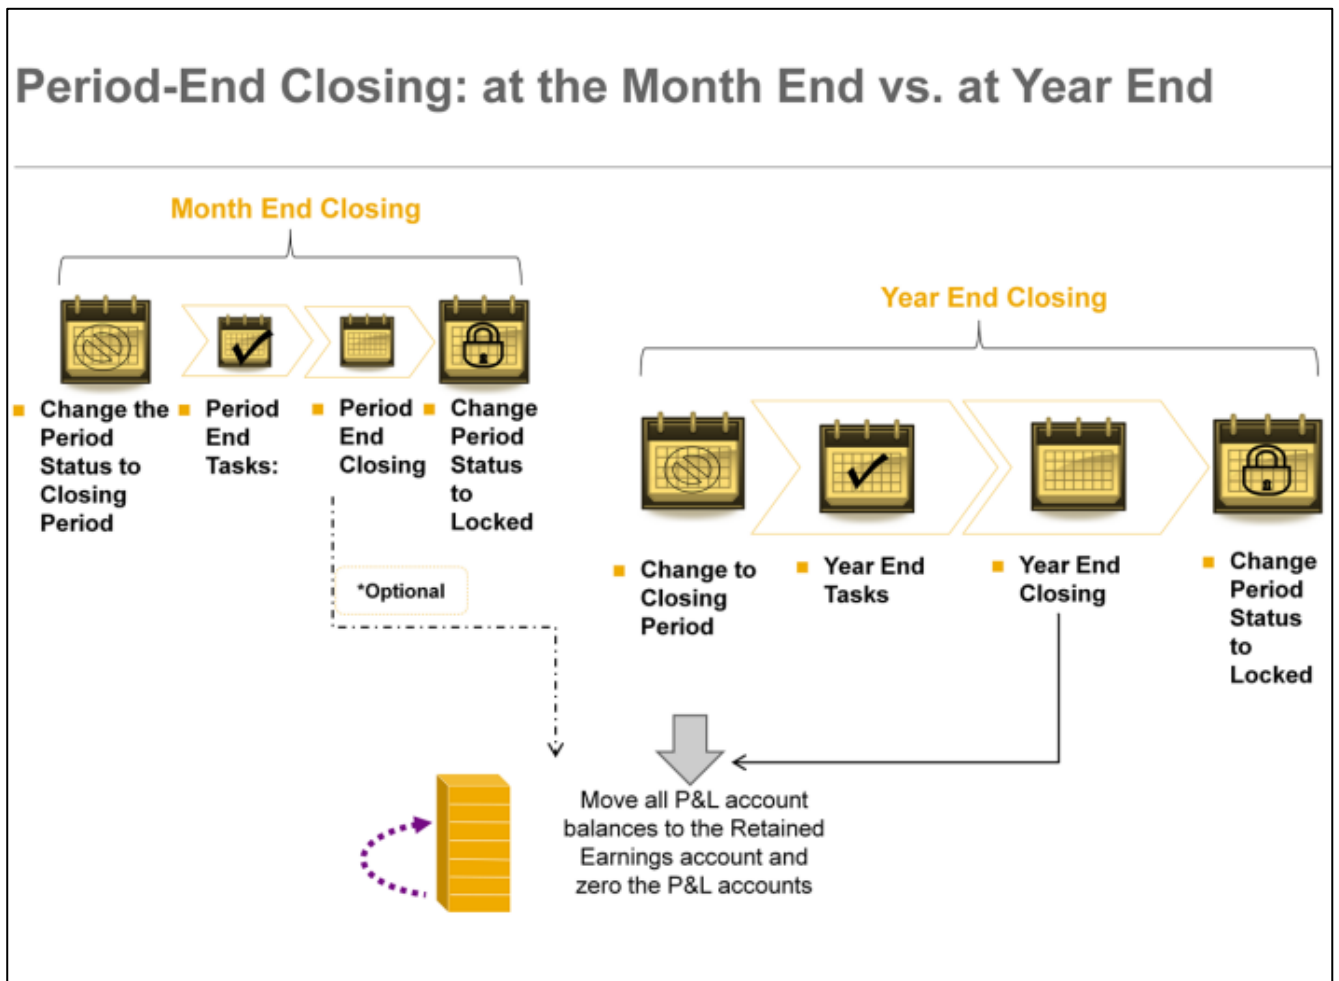 Period-End Closing: at the Month End vs. at Year End
Month End Closing
Change the
Period
Status to
Closing
Period
Period
End
Tasks:
Period
End
Closing
Change
Period
Status
to
Locked
*Optional
Year End Closing
Change to
Closing
Period
Year End
Tasks
Year End
Closing
Change
Period
Status
to
Locked
Move all P&L account
balances to the Retained
Earnings account and
zero the P&L accounts